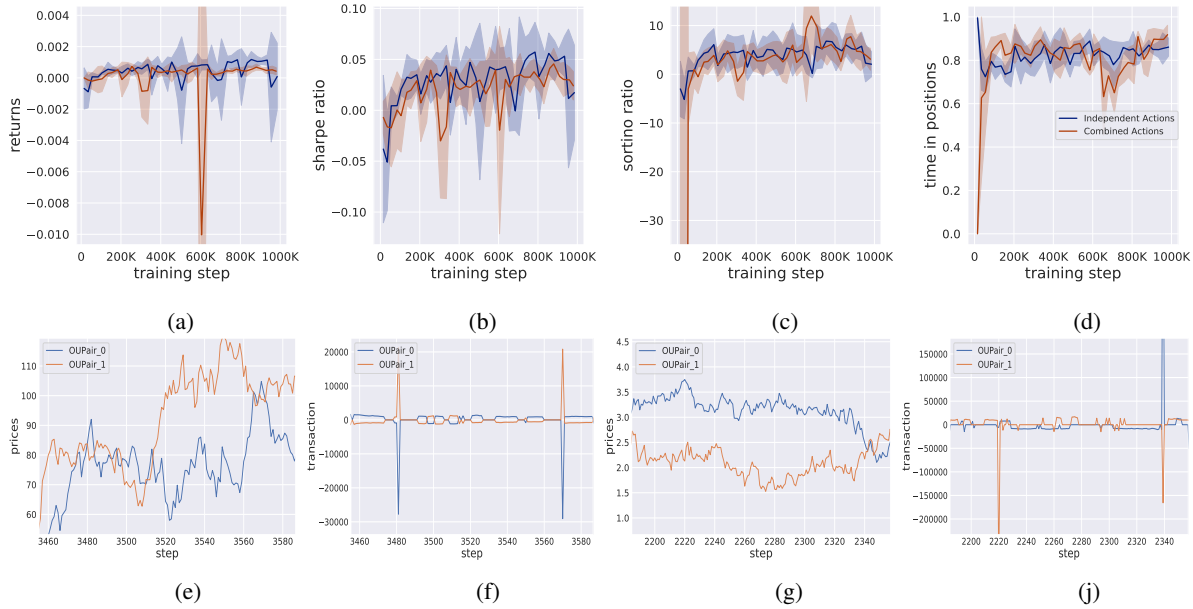 0.004
0.002
0.000
−0.002
−0.004
−0.006
−0.008
−0.010
returns
0 200K 400K 600K 800K 1000K
training step
(a)
0.10
0.05
0.00
−0.05
−0.10
sharpe ratio
0 200K 400K 600K 800K 1000K
training step
(b)
10
0
−10
−20
−30
sortino ratio
0 200K 400K 600K 800K 1000K
training step
(c)
1.0
0.8
0.6
0.4
0.2
0.0
time in positions
Independent Actions
Combined Actions
0 200K 400K 600K 800K 1000K
training step
(d)
OUPair_0
OUPair_1
110
100
90
80
70
60
prices
3460 3480 3500 3520 3540 3560 3580
step
(e)
OUPair_0
OUPair_1
20000
10000
0
−10000
−20000
−30000
transaction
3460 3480 3500 3520 3540 3560 3580
step
(f)
OUPair_0
OUPair_1
4.5
4.0
3.5
3.0
2.5
2.0
1.5
1.0
prices
2200 2220 2240 2260 2280 2300 2320 2340
step
(g)
OUPair_0
OUPair_1
150000
100000
50000
0
−50000
−100000
−150000
−200000
transaction
2200 2220 2240 2260 2280 2300 2320 2340
step
(j)